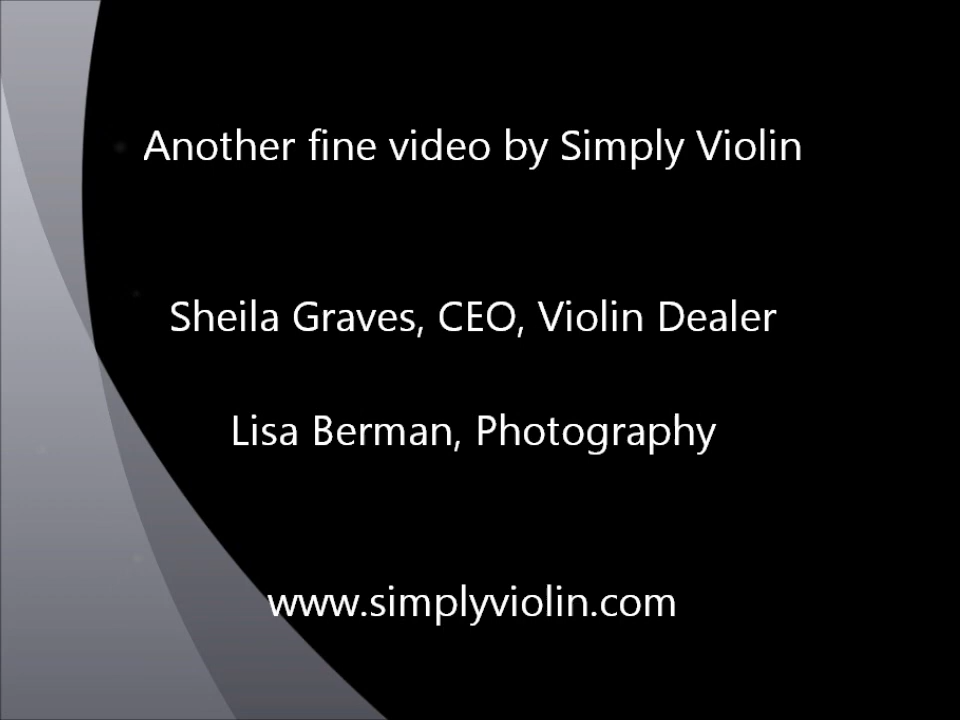 Another fine video by Simply Violin
Sheila Graves, CEO, Violin Dealer
Lisa Berman, Photography
www.simplyviolin.com